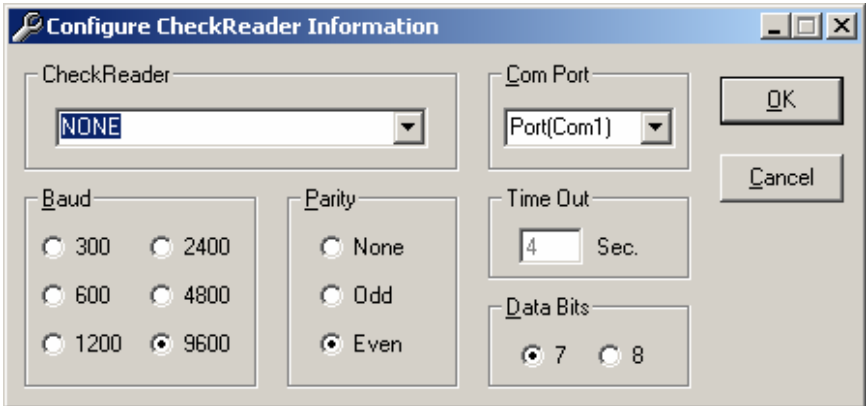 Configure CheckReader Information
CheckReader
NONE
Com Port
Port(Com1)
OK
Cancel
Baud
300 2400
600 4800
1200 9600
Parity
None
Odd
Even
Time Out
4 Sec.
Data Bits
7 8